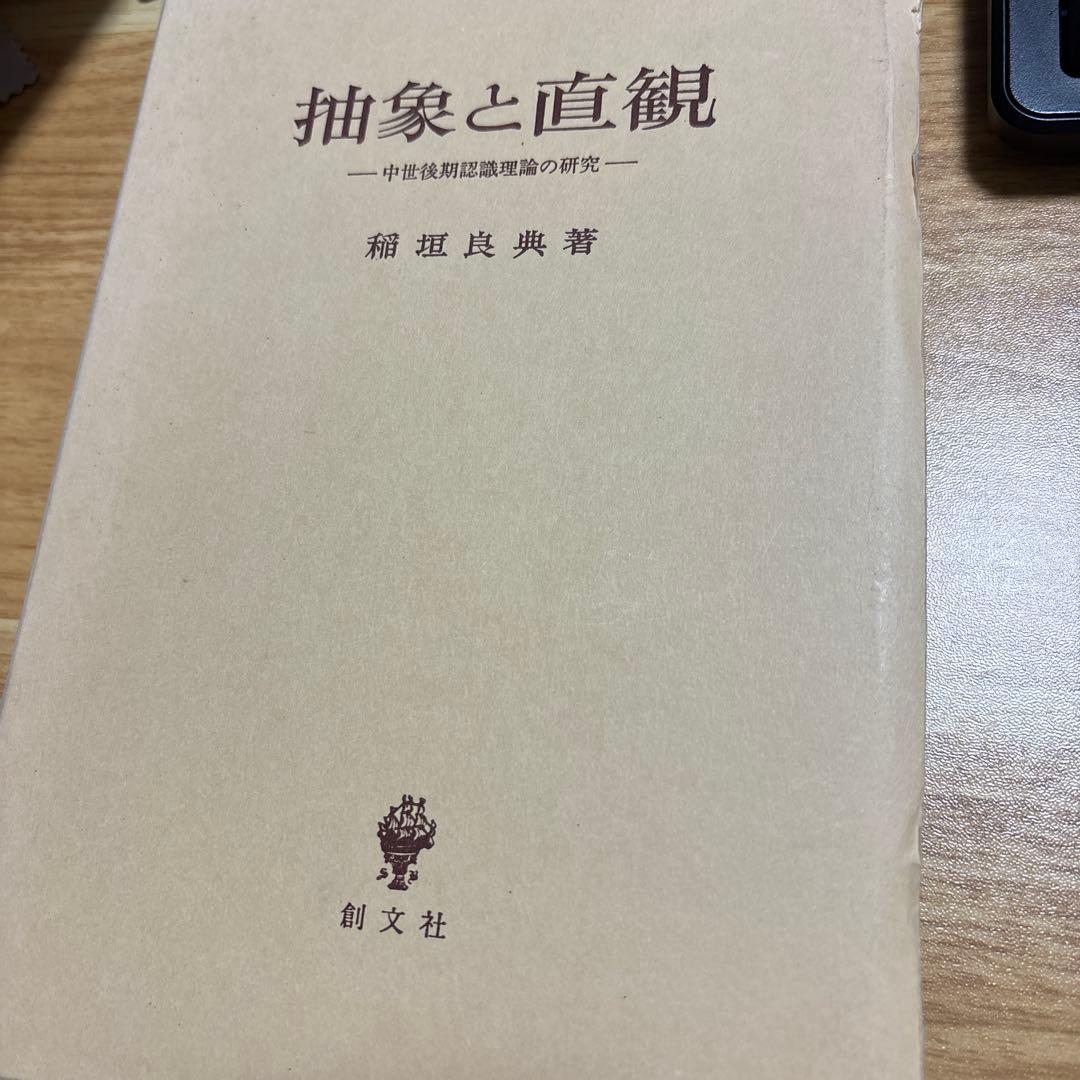 抽象と直観
―中世後期認識理論の研究―
稲垣良典著
S B
創文社